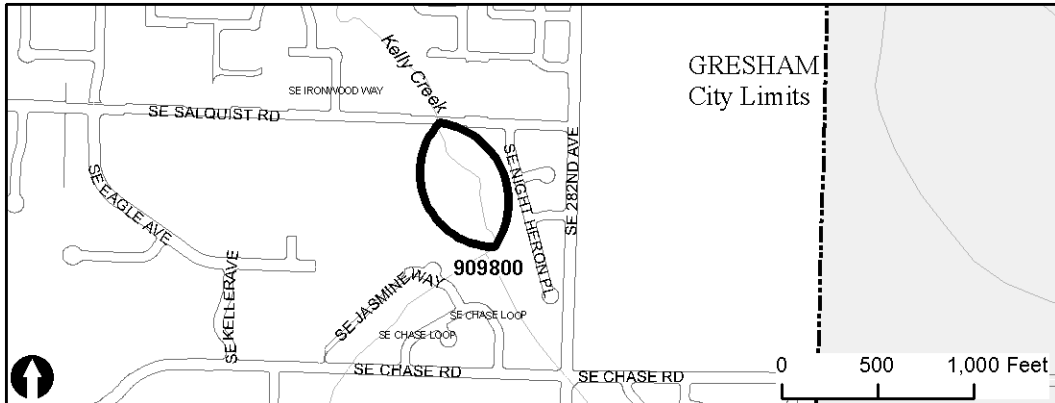 Kelly Creek
GRESHAM
City Limits
SE IRONWOOD WAY
SE SALQUIST RD
SE EAGLE AVE
SE NIGHT HERON PL
SE 282ND AVE
909800
SE KELLERAVE
SE JASMINE WAY
SE CHASE LOOP
SE CHASE LOOP
SE CHASE RD
SE CHASE RD
0 500 1,000 Feet